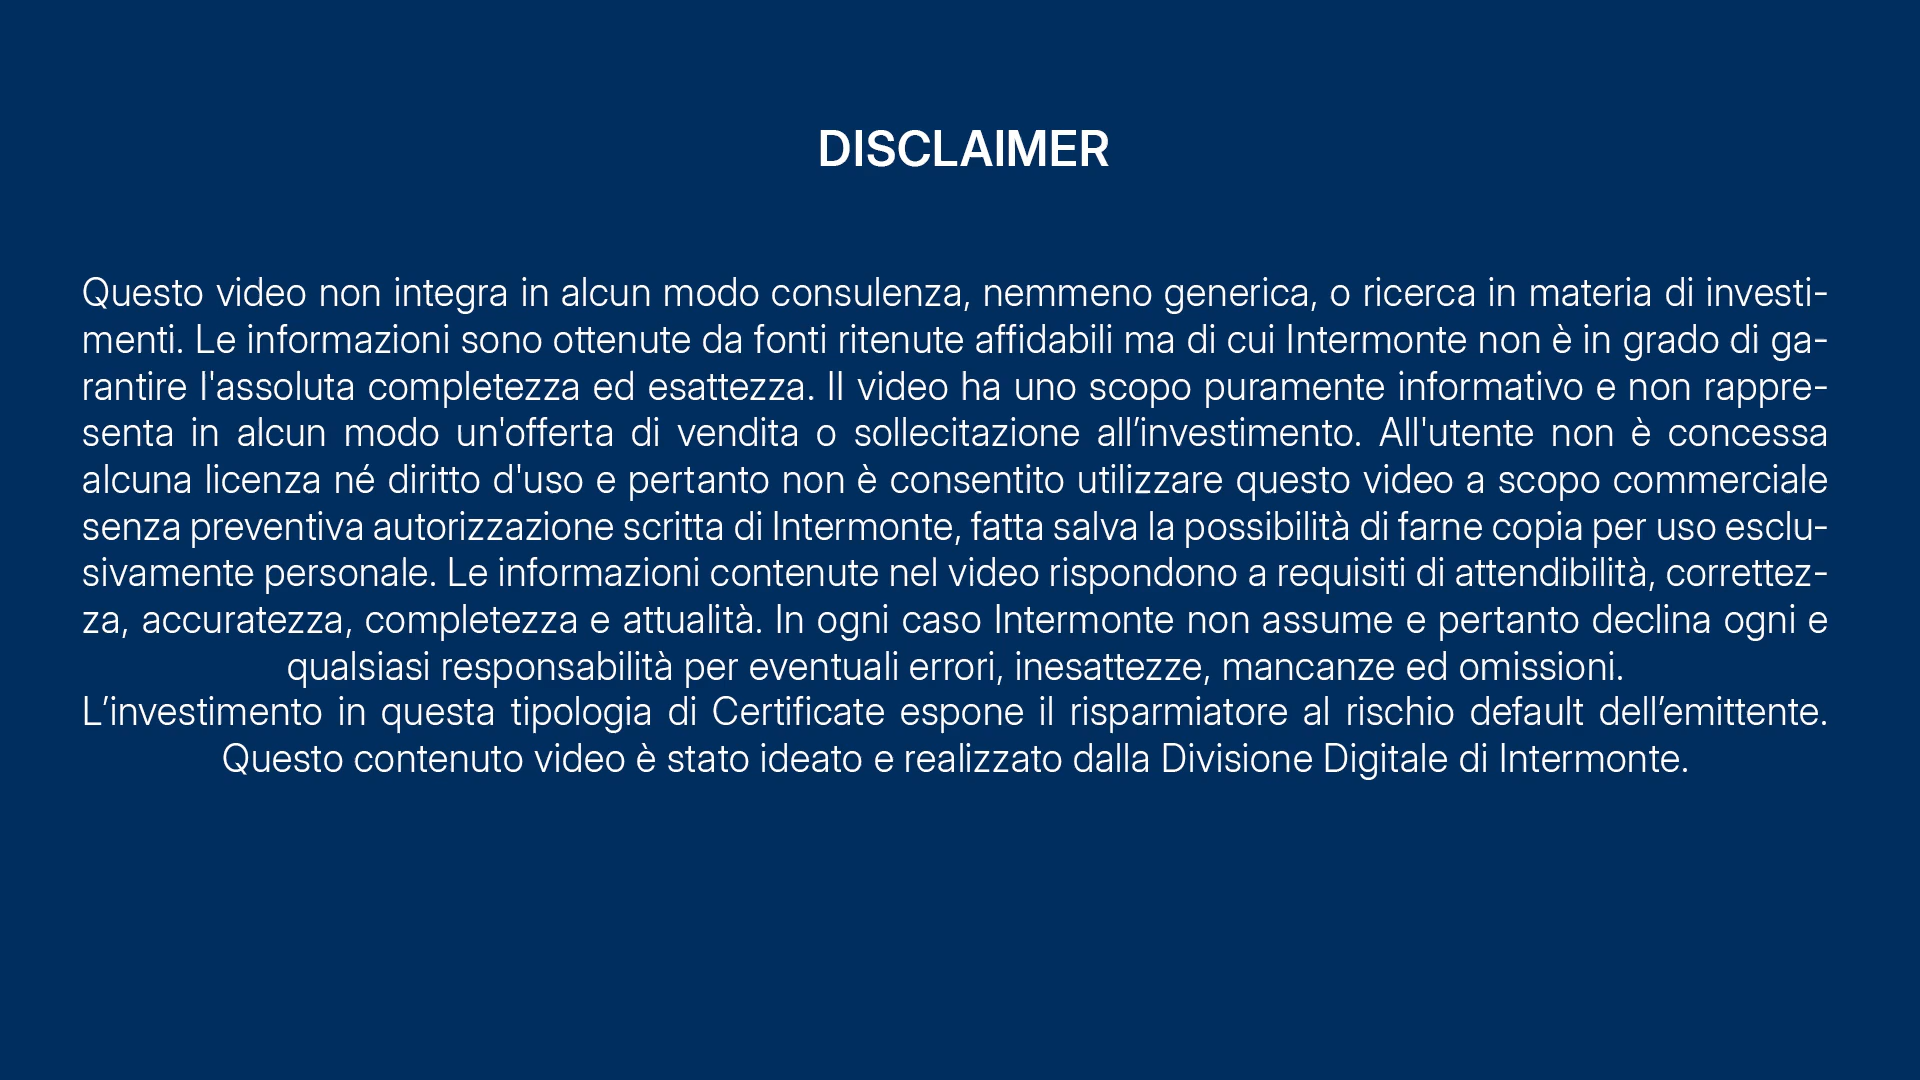 DISCLAIMER
Questo video non integra in alcun modo consulenza, nemmeno generica, o ricerca in materia di investi-
menti. Le informazioni sono ottenute da fonti ritenute affidabili ma di cui Intermonte non è in grado di ga-
rantire l'assoluta completezza ed esattezza. Il video ha uno scopo puramente informativo e non rappre-
senta in alcun modo un'offerta di vendita o sollecitazione all’investimento. All'utente non è concessa
alcuna licenza né diritto d'uso e pertanto non è consentito utilizzare questo video a scopo commerciale
senza preventiva autorizzazione scritta di Intermonte, fatta salva la possibilità di farne copia per uso esclu-
sivamente personale. Le informazioni contenute nel video rispondono a requisiti di attendibilità, correttez-
za, accuratezza, completezza e attualità. In ogni caso Intermonte non assume e pertanto declina ogni e
qualsiasi responsabilità per eventuali errori, inesattezze, mancanze ed omissioni.
L’investimento in questa tipologia di Certificate espone il risparmiatore al rischio default dell’emittente.
Questo contenuto video è stato ideato e realizzato dalla Divisione Digitale di Intermonte.